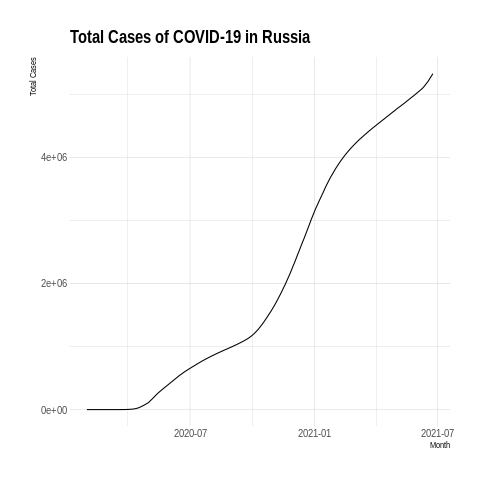 Total Cases of COVID-19 in Russia
Total Cases
4e+06
2e+06
0e+00
2020-07
2021-01
2021-07
Month